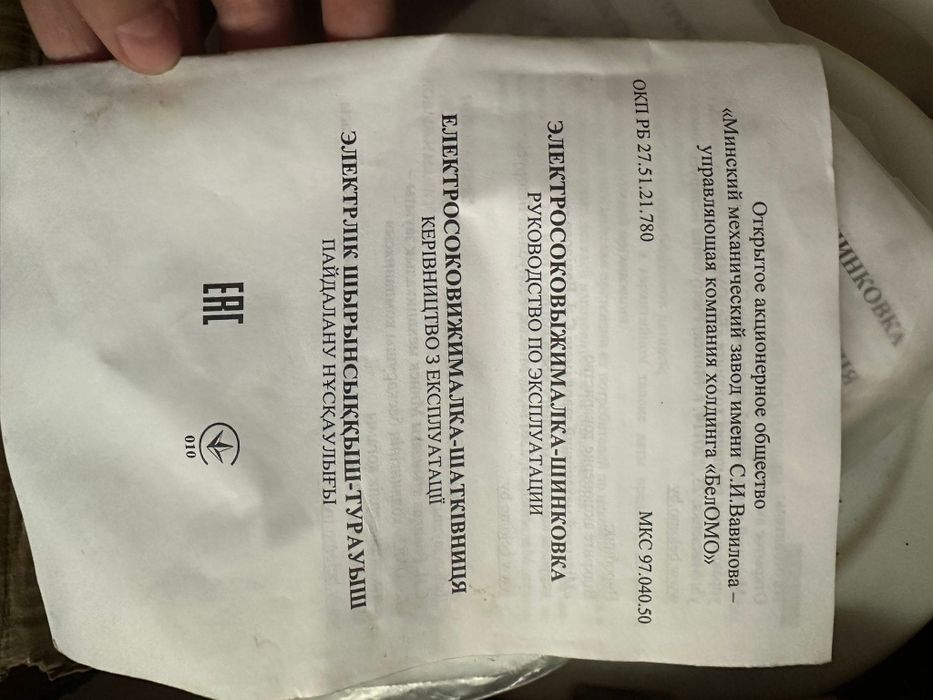 Открытое акционерное общество
«Минский механический завод имени С.И.Вавилова –
управляющая компания холдинга «БелОМО»
ОКП РБ 27.51.21.780
МКС 97.040.50
ЭЛЕКТРОСОКОВЫЖИМАЛКА-ШИНКОВКА
РУКОВОДСТВО ПО ЭКСПЛУАТАЦИИ
ЕЛЕКТРОСОКОВИЖИМАЛКА-ШАТКІВНИЦЯ
КЕРІВНИЦТВО З ЕКСПЛУАТАЦІЇ
ЭЛЕКТРЛІК ШЫРЫНСЫҚҚЫШ-ТУРАУЫШ
ПАЙДАЛАНУ НҰСҚАУЛЫҒЫ
EAC
010
ИНКОВКА